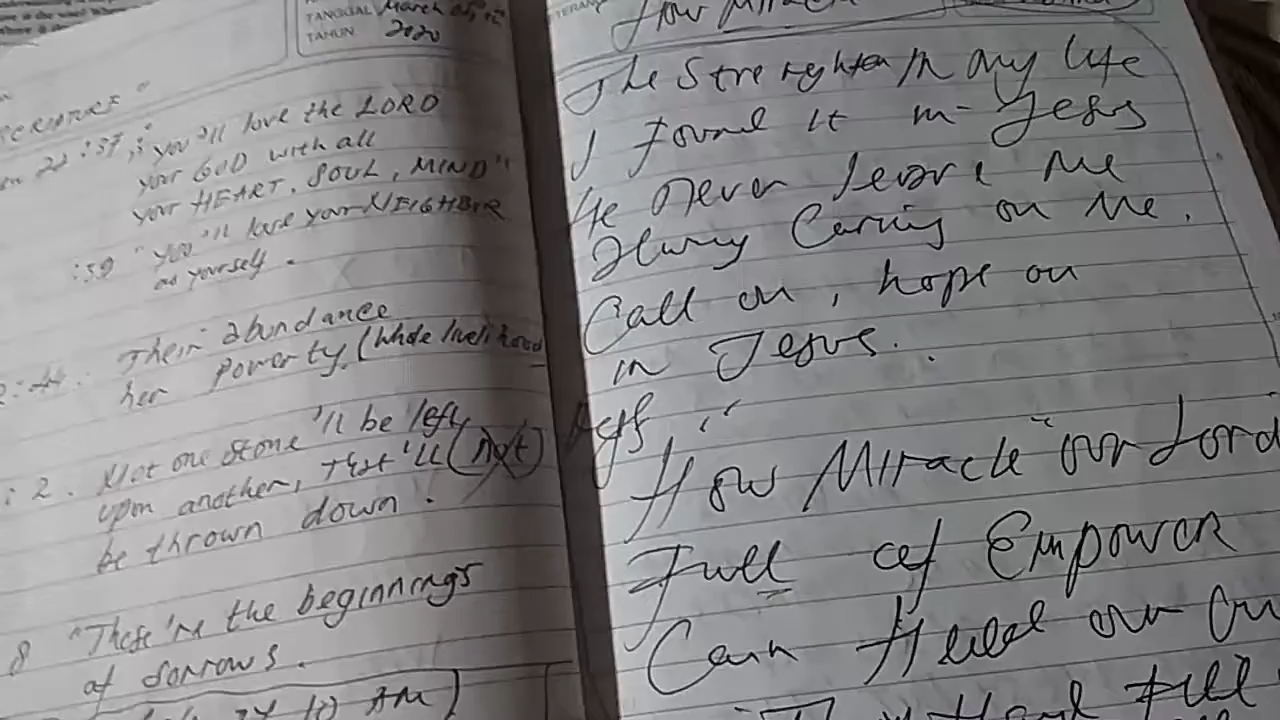 TANGGAL March
TAHUN 2020
:37, "you'll love the LORD
your GOD with all
your HEART, SOUL, MIND"
:39 "you'll love your NEIGHBOR
as yourself.
Their abundance
her poverty (whole livelihood
: 2. Not one stone 'll be left
upon another, that'll (not)
be thrown down.
8 "These're the beginnings
of sorrows.
How Miracle
The Strenghten in my life
I found it in Jesus
He never leave me
Always Caring on me.
Call on, hope on
in Jesus.
Reff :
How Miracle our Lord
Full of Empower
Can Heal our